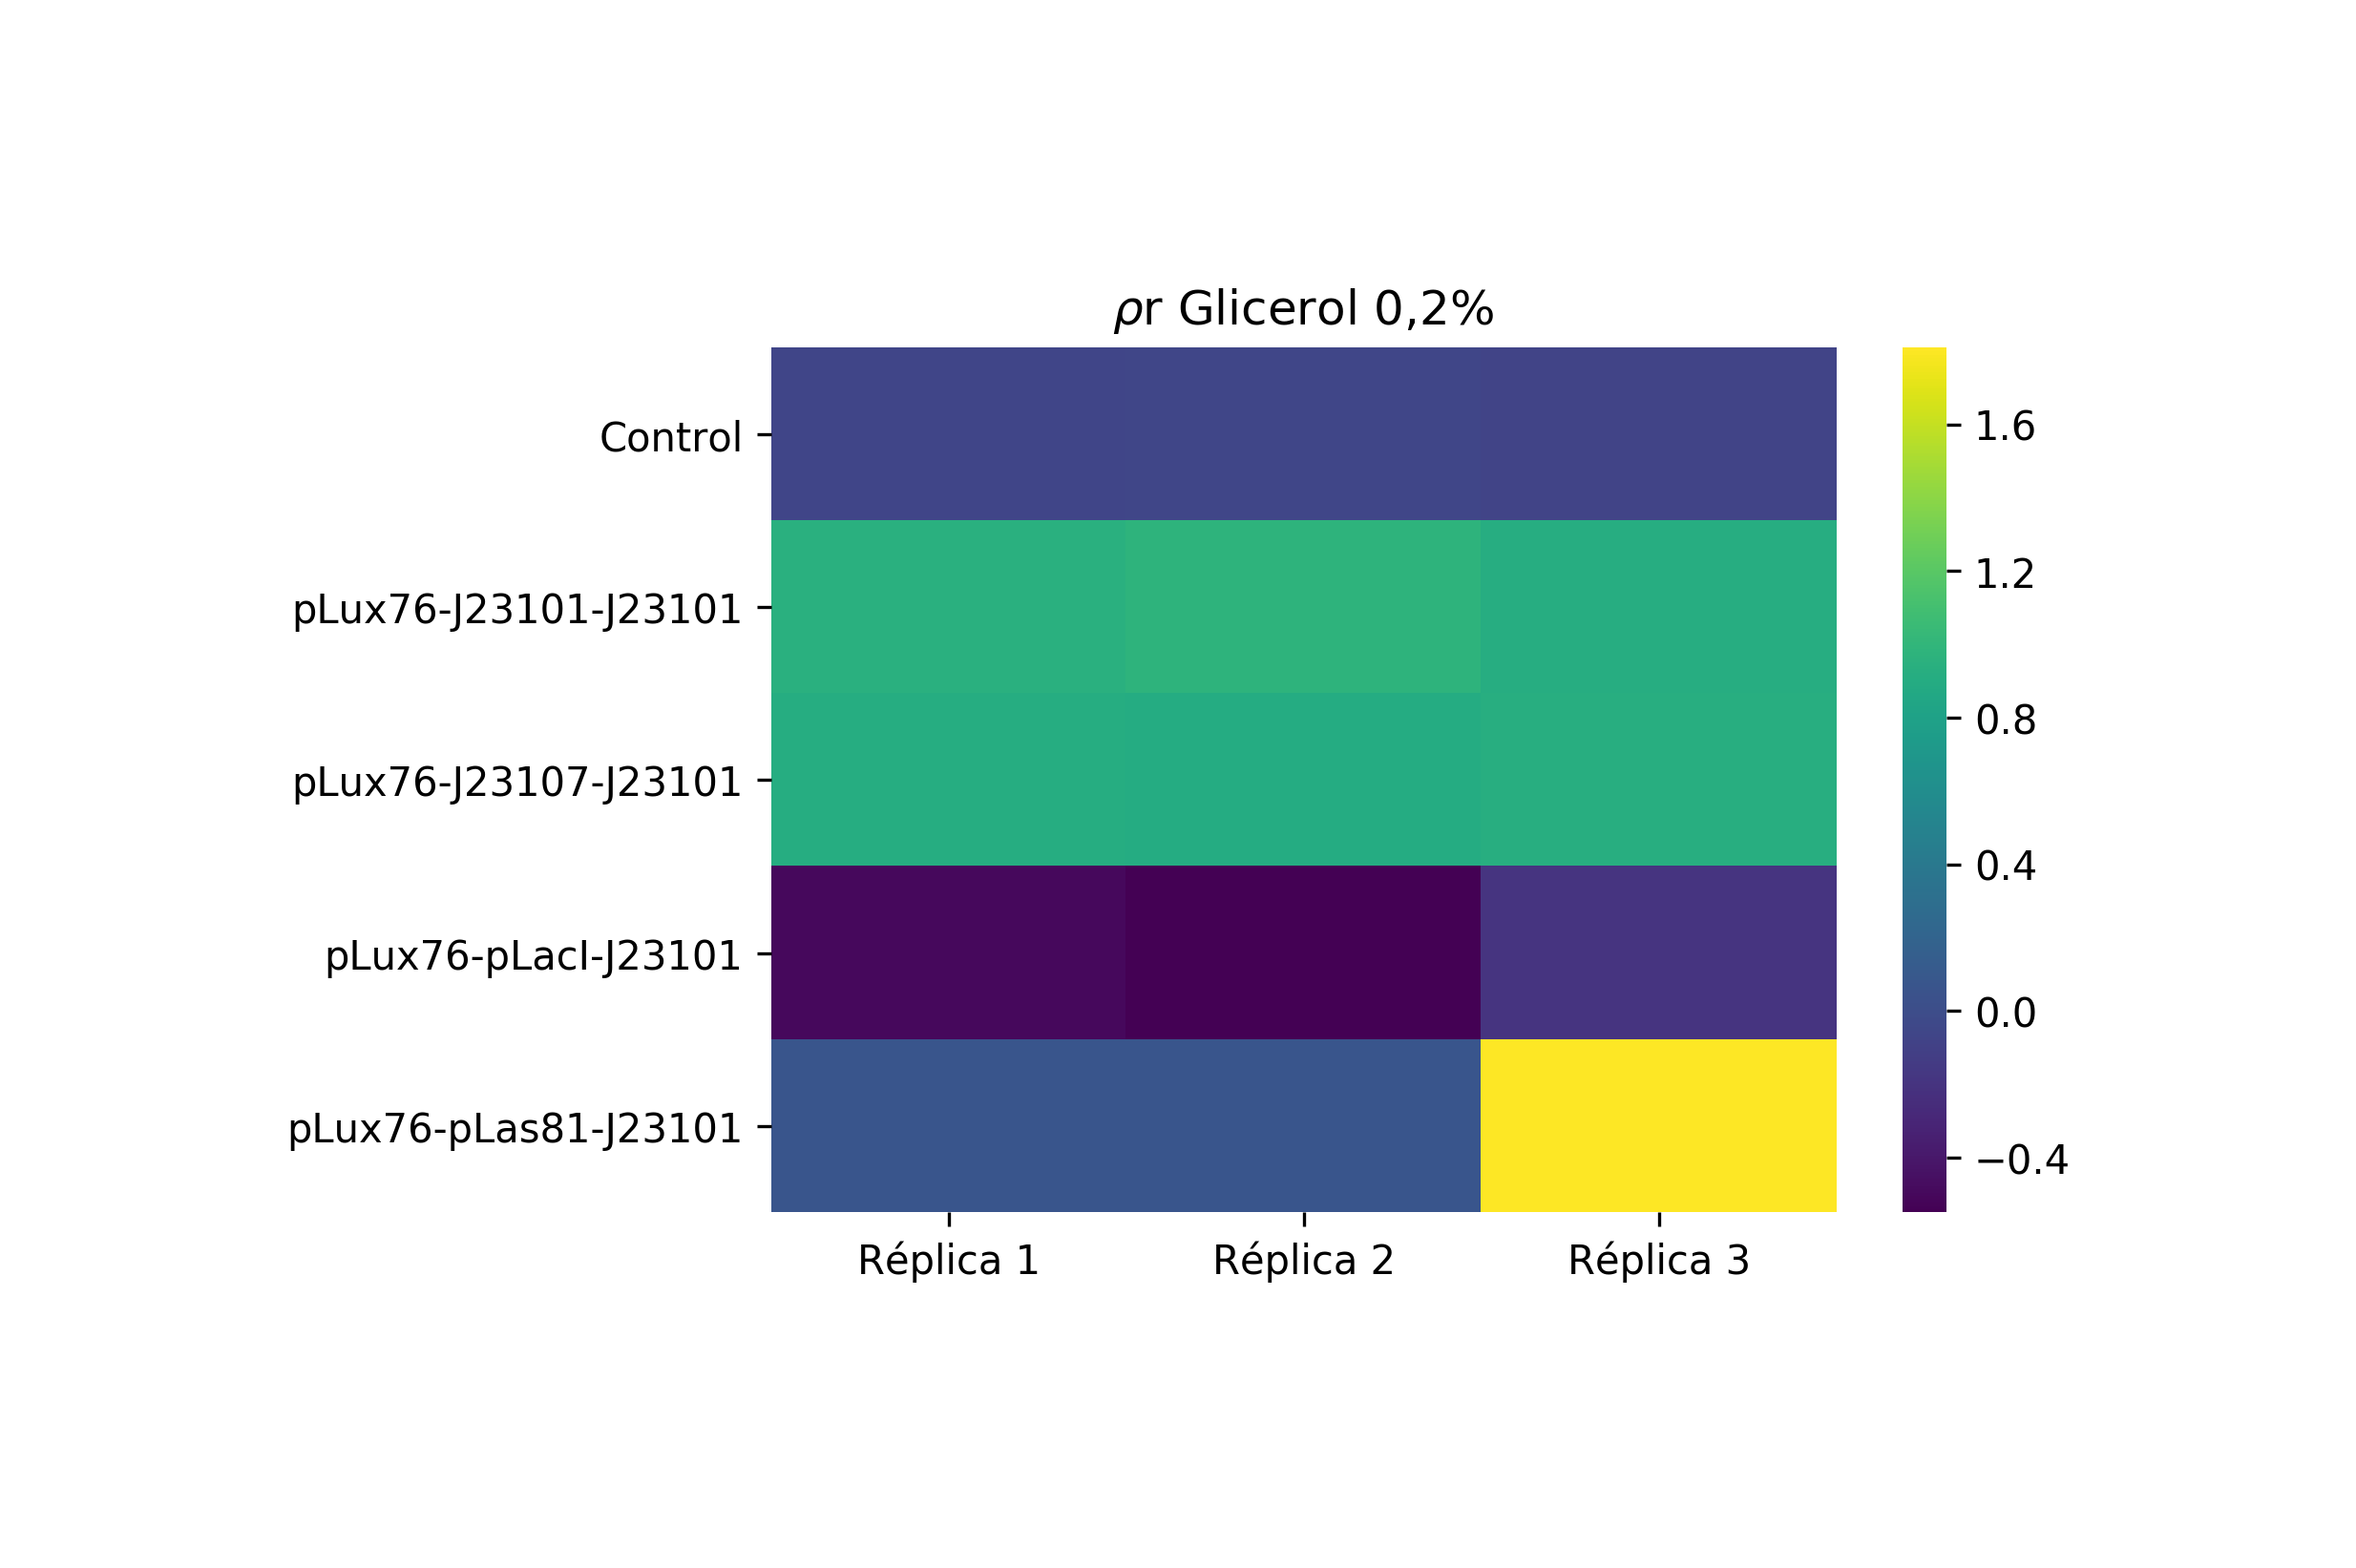 ρr Glicerol 0,2%
Control
pLux76-J23101-J23101
pLux76-J23107-J23101
pLux76-pLacI-J23101
pLux76-pLas81-J23101
Réplica 1
Réplica 2
Réplica 3
1.6
1.2
0.8
0.4
0.0
−0.4